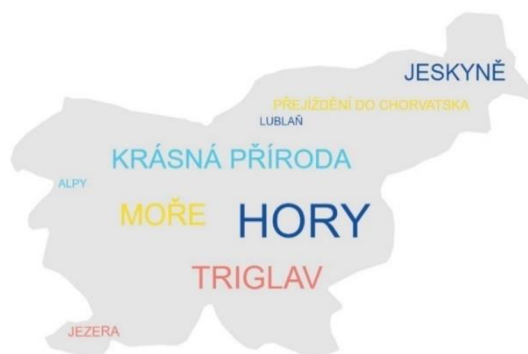 JESKYNĚ
PŘEJÍŽDĚNÍ DO CHORVATSKA
LUBLAŇ
KRÁSNÁ PŘÍRODA
ALPY
MOŘE
HORY
TRIGLAV
JEZERA